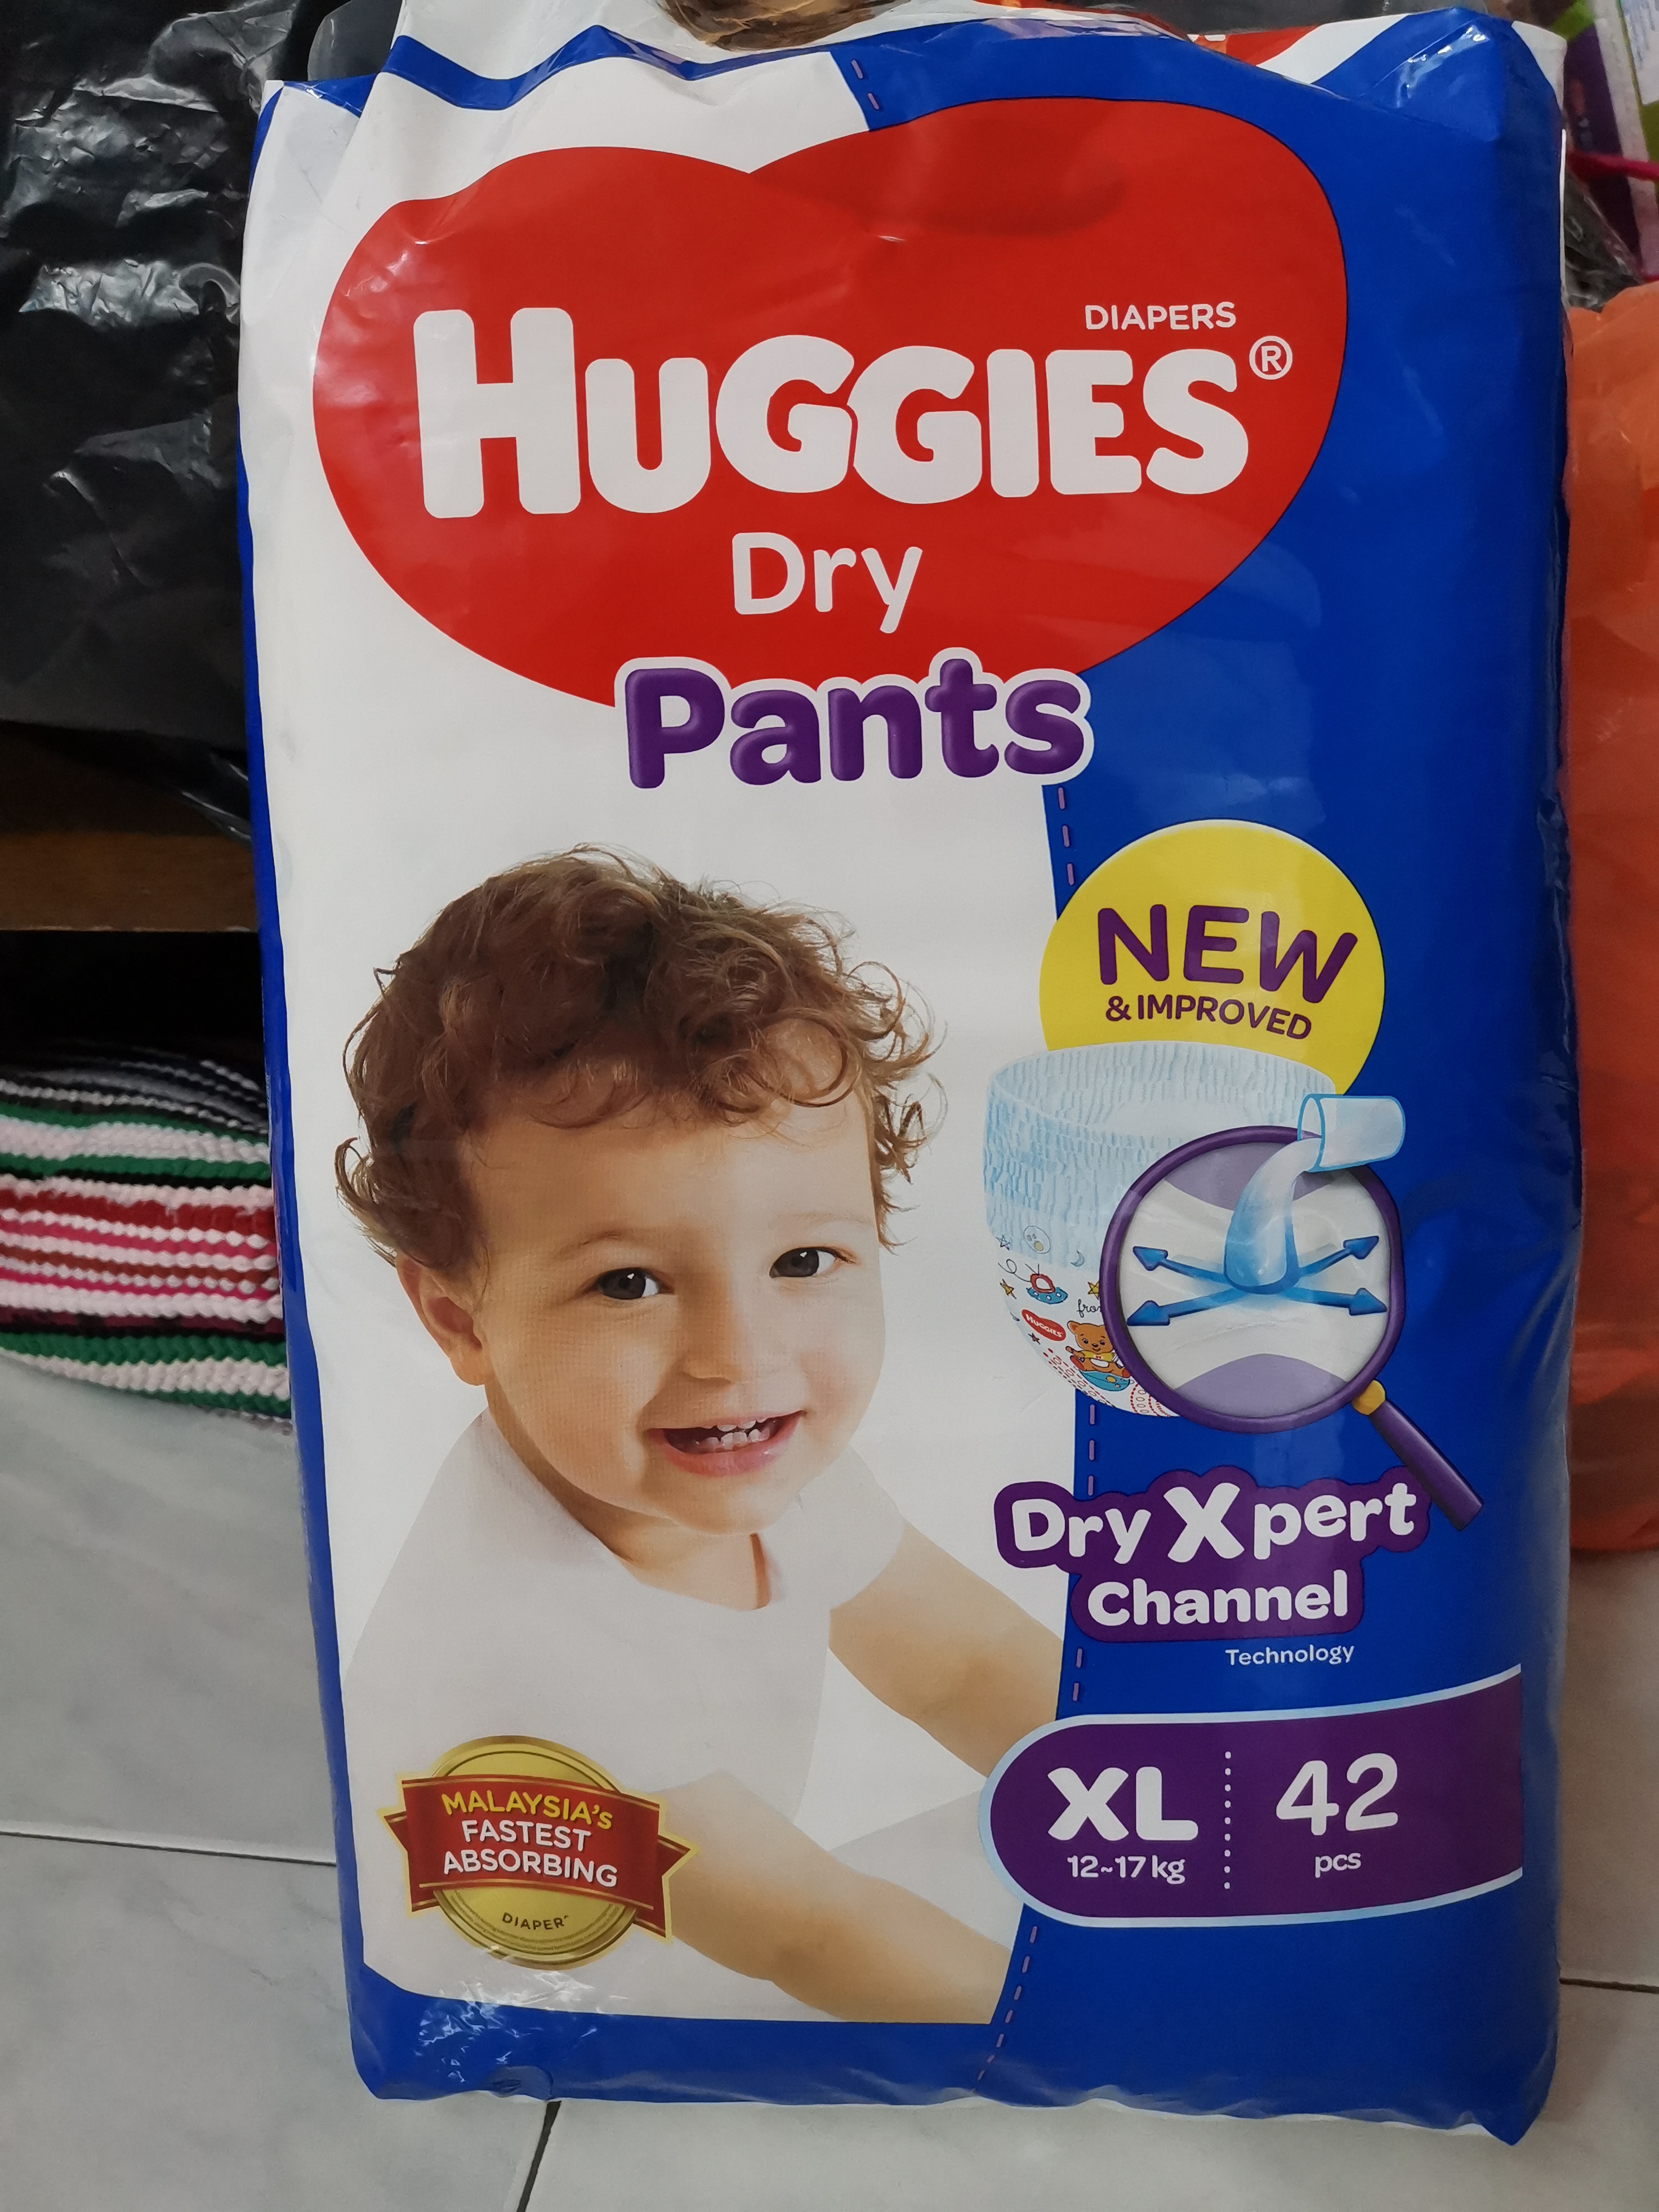 DIAPERS
HUGGIES®
Dry
Pants
NEW
& IMPROVED
HUGGIES
Dry Xpert
Channel
Technology
XL
12~17 kg
42
pcs
MALAYSIA's
FASTEST
ABSORBING
DIAPER^